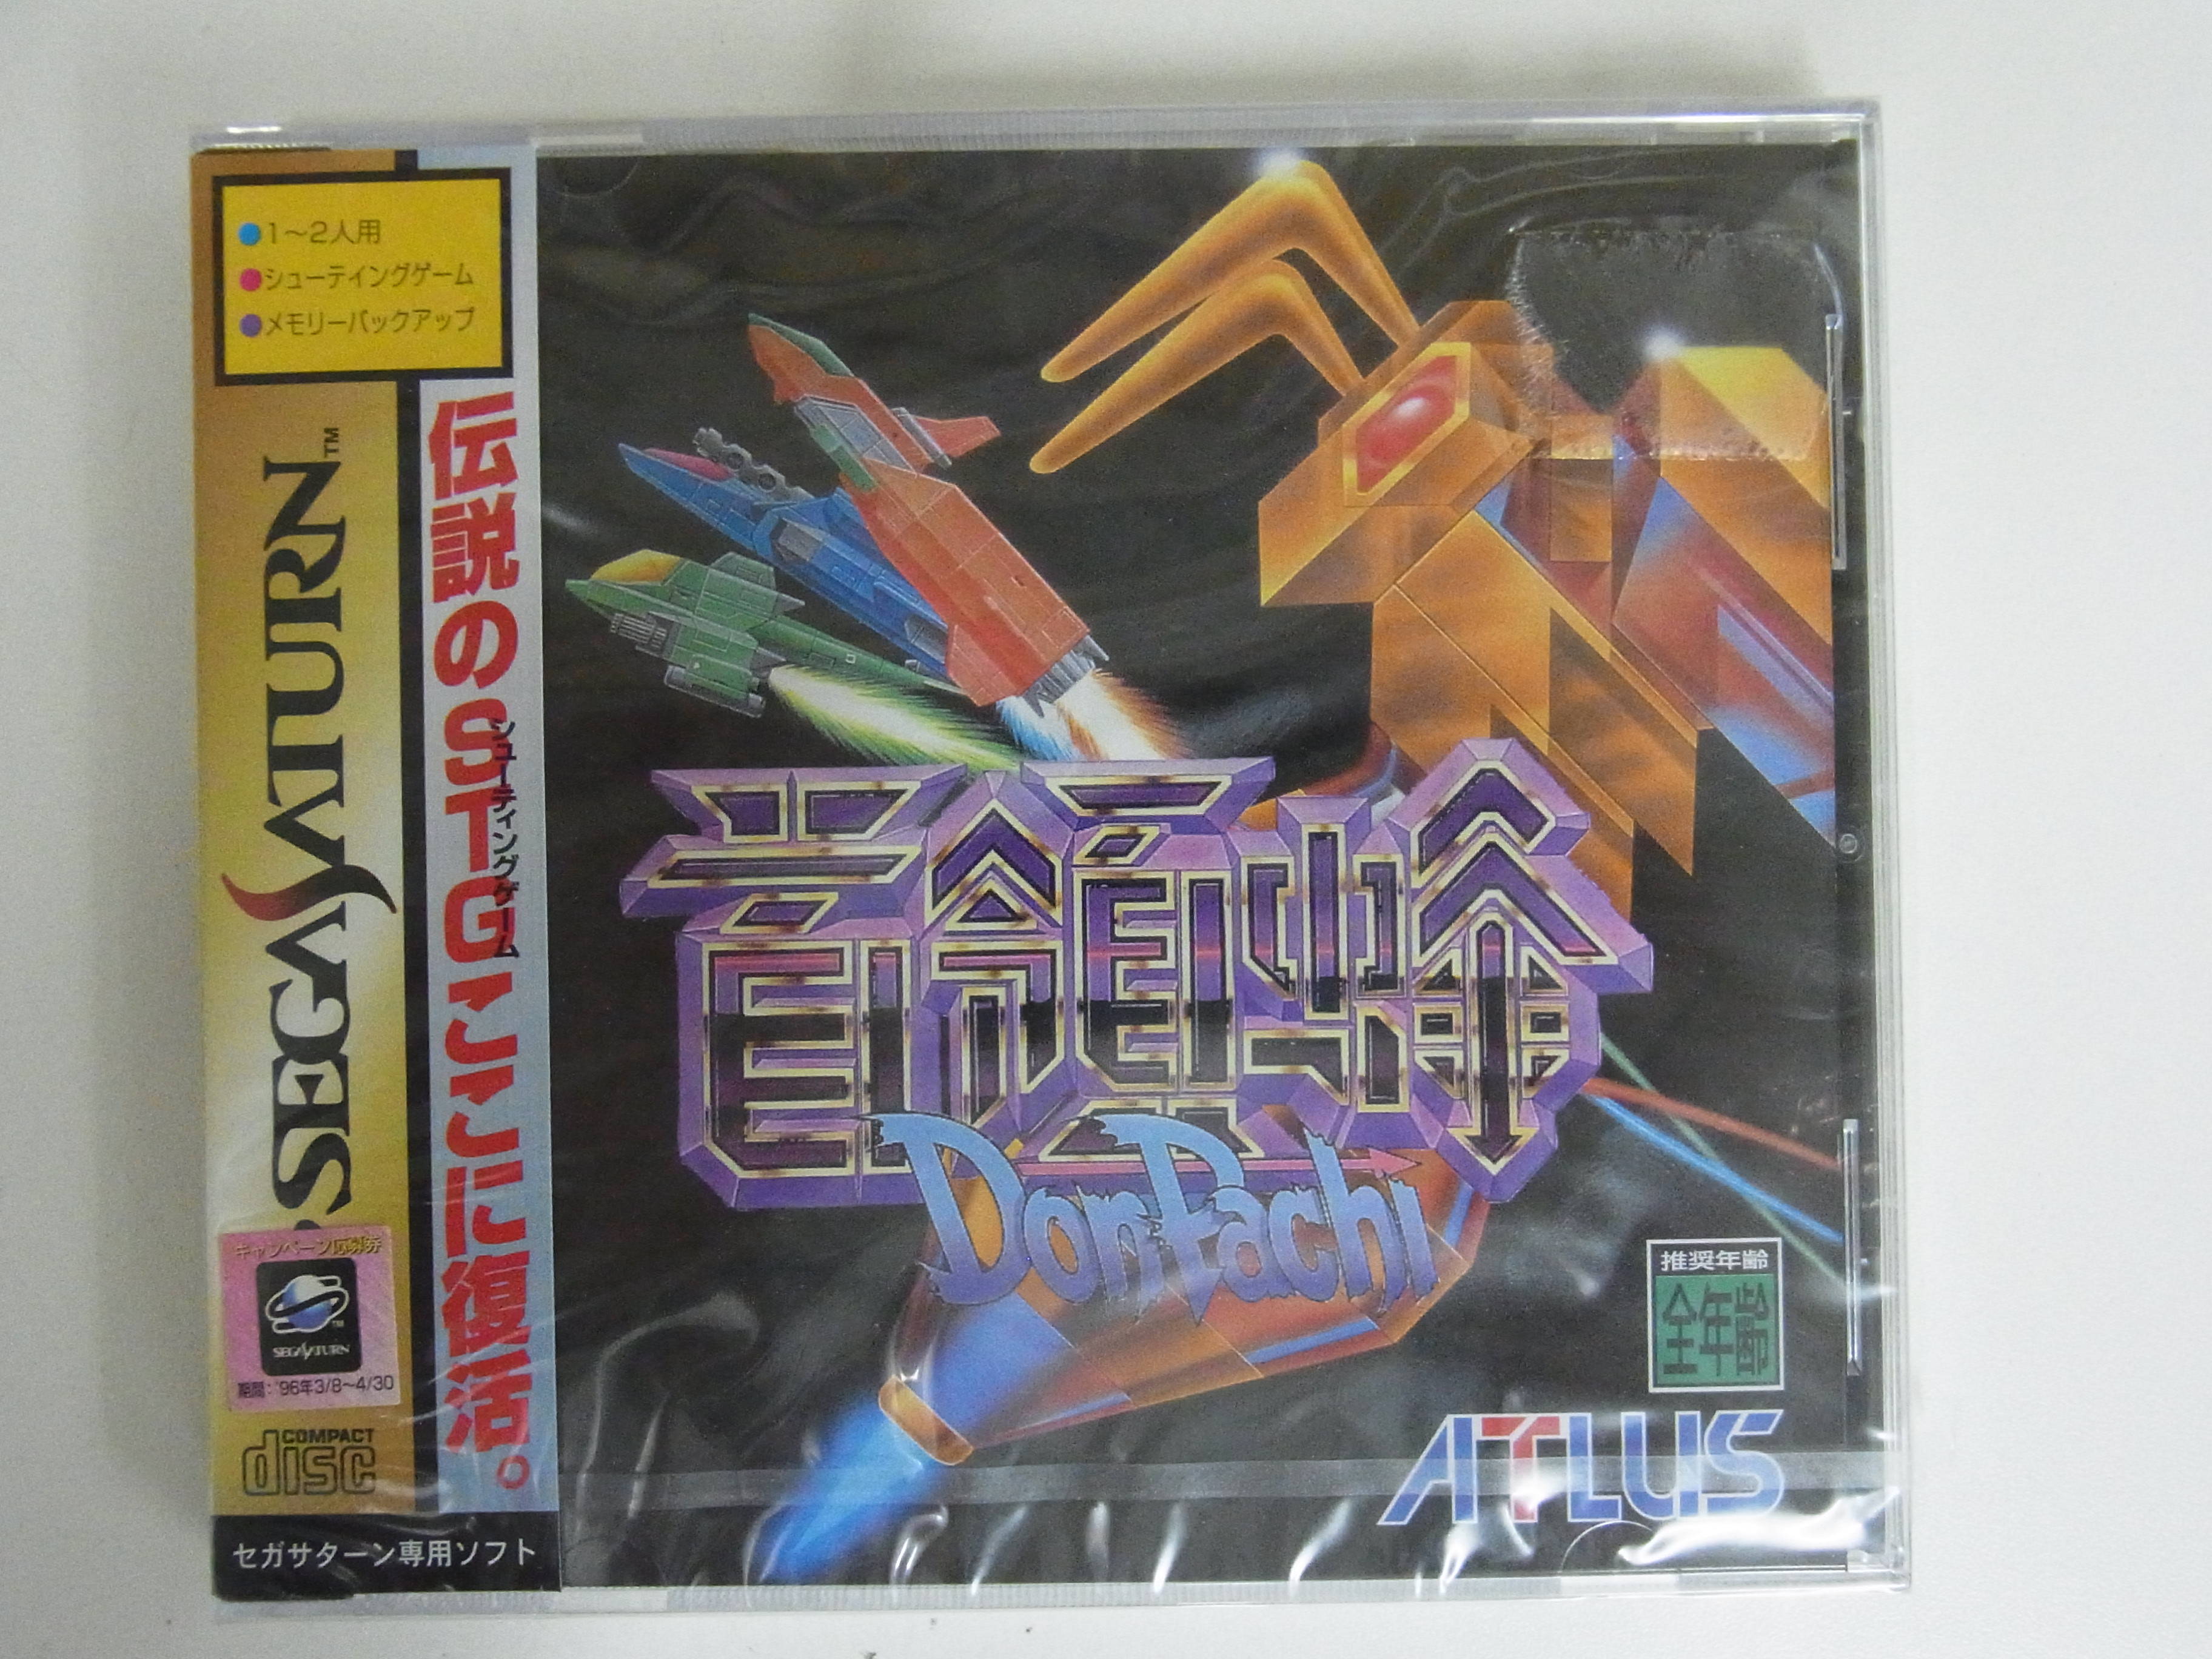 ●1〜2人用
●シューテイングゲーム
●メモリーバックアップ
SEGA SATURN™
伝説のSTGここに復活。
シューティングゲーム
キャンペーン応募券
TM
SEGA SATURN
期間:'96年3/8〜4/30
COMPACT
disc
セガサターン専用ソフト
首領蜂
DonPachi
推奨年齢
全年齢
ATLUS